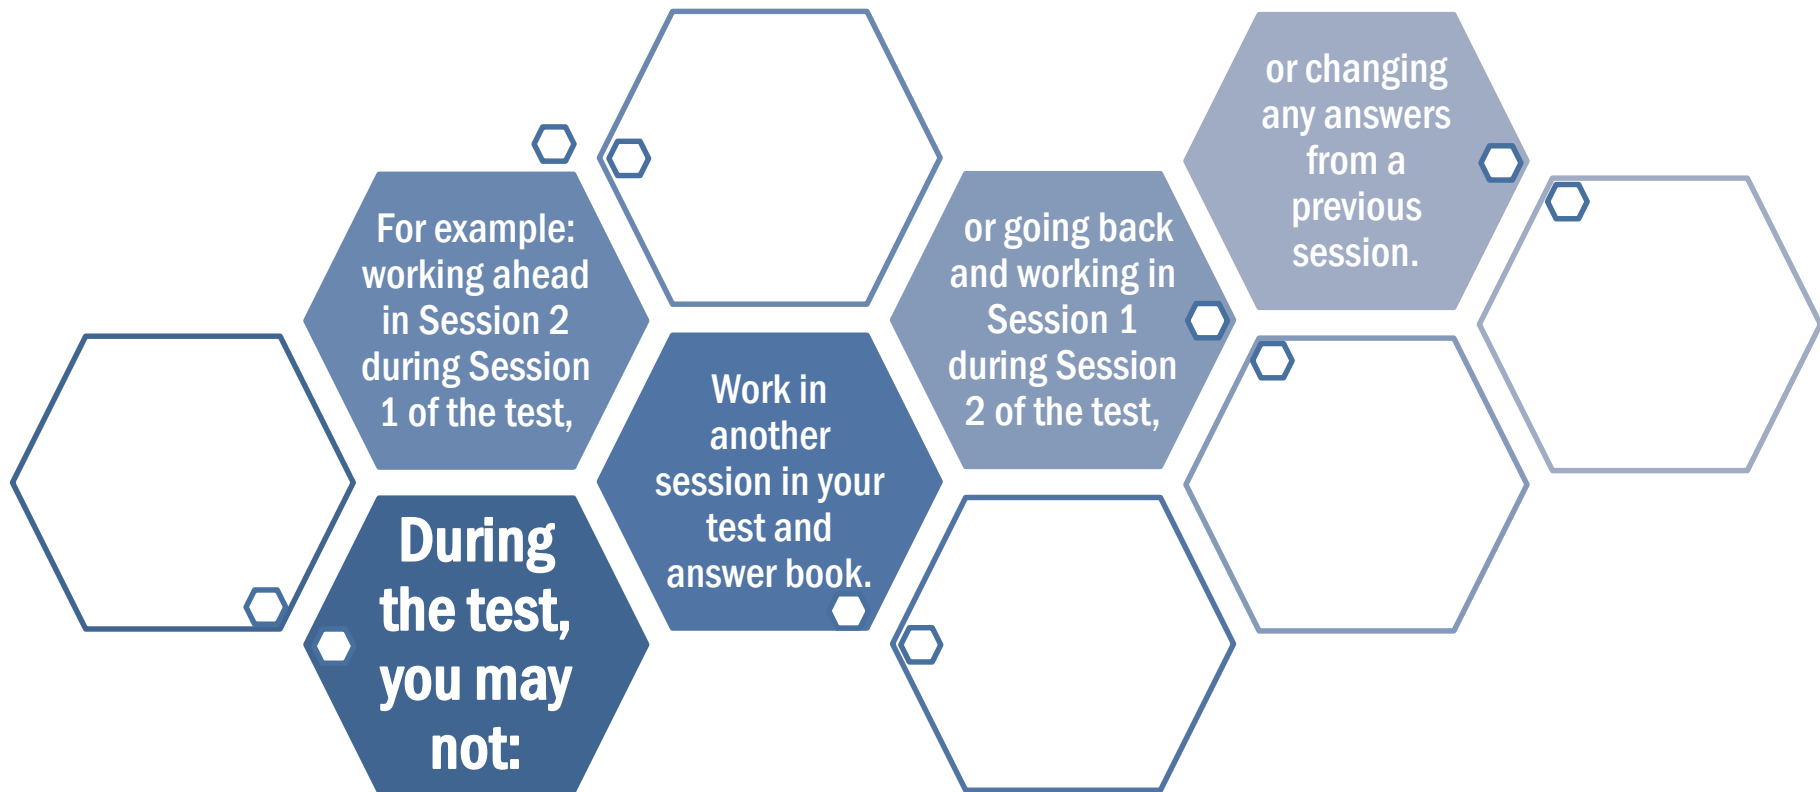 During
the test,
you may
not:
Work in
another
session in your
test and
answer book.
For example:
working ahead
in Session 2
during Session
1 of the test,
or going back
and working in
Session 1
during Session
2 of the test,
or changing
any answers
from a
previous
session.